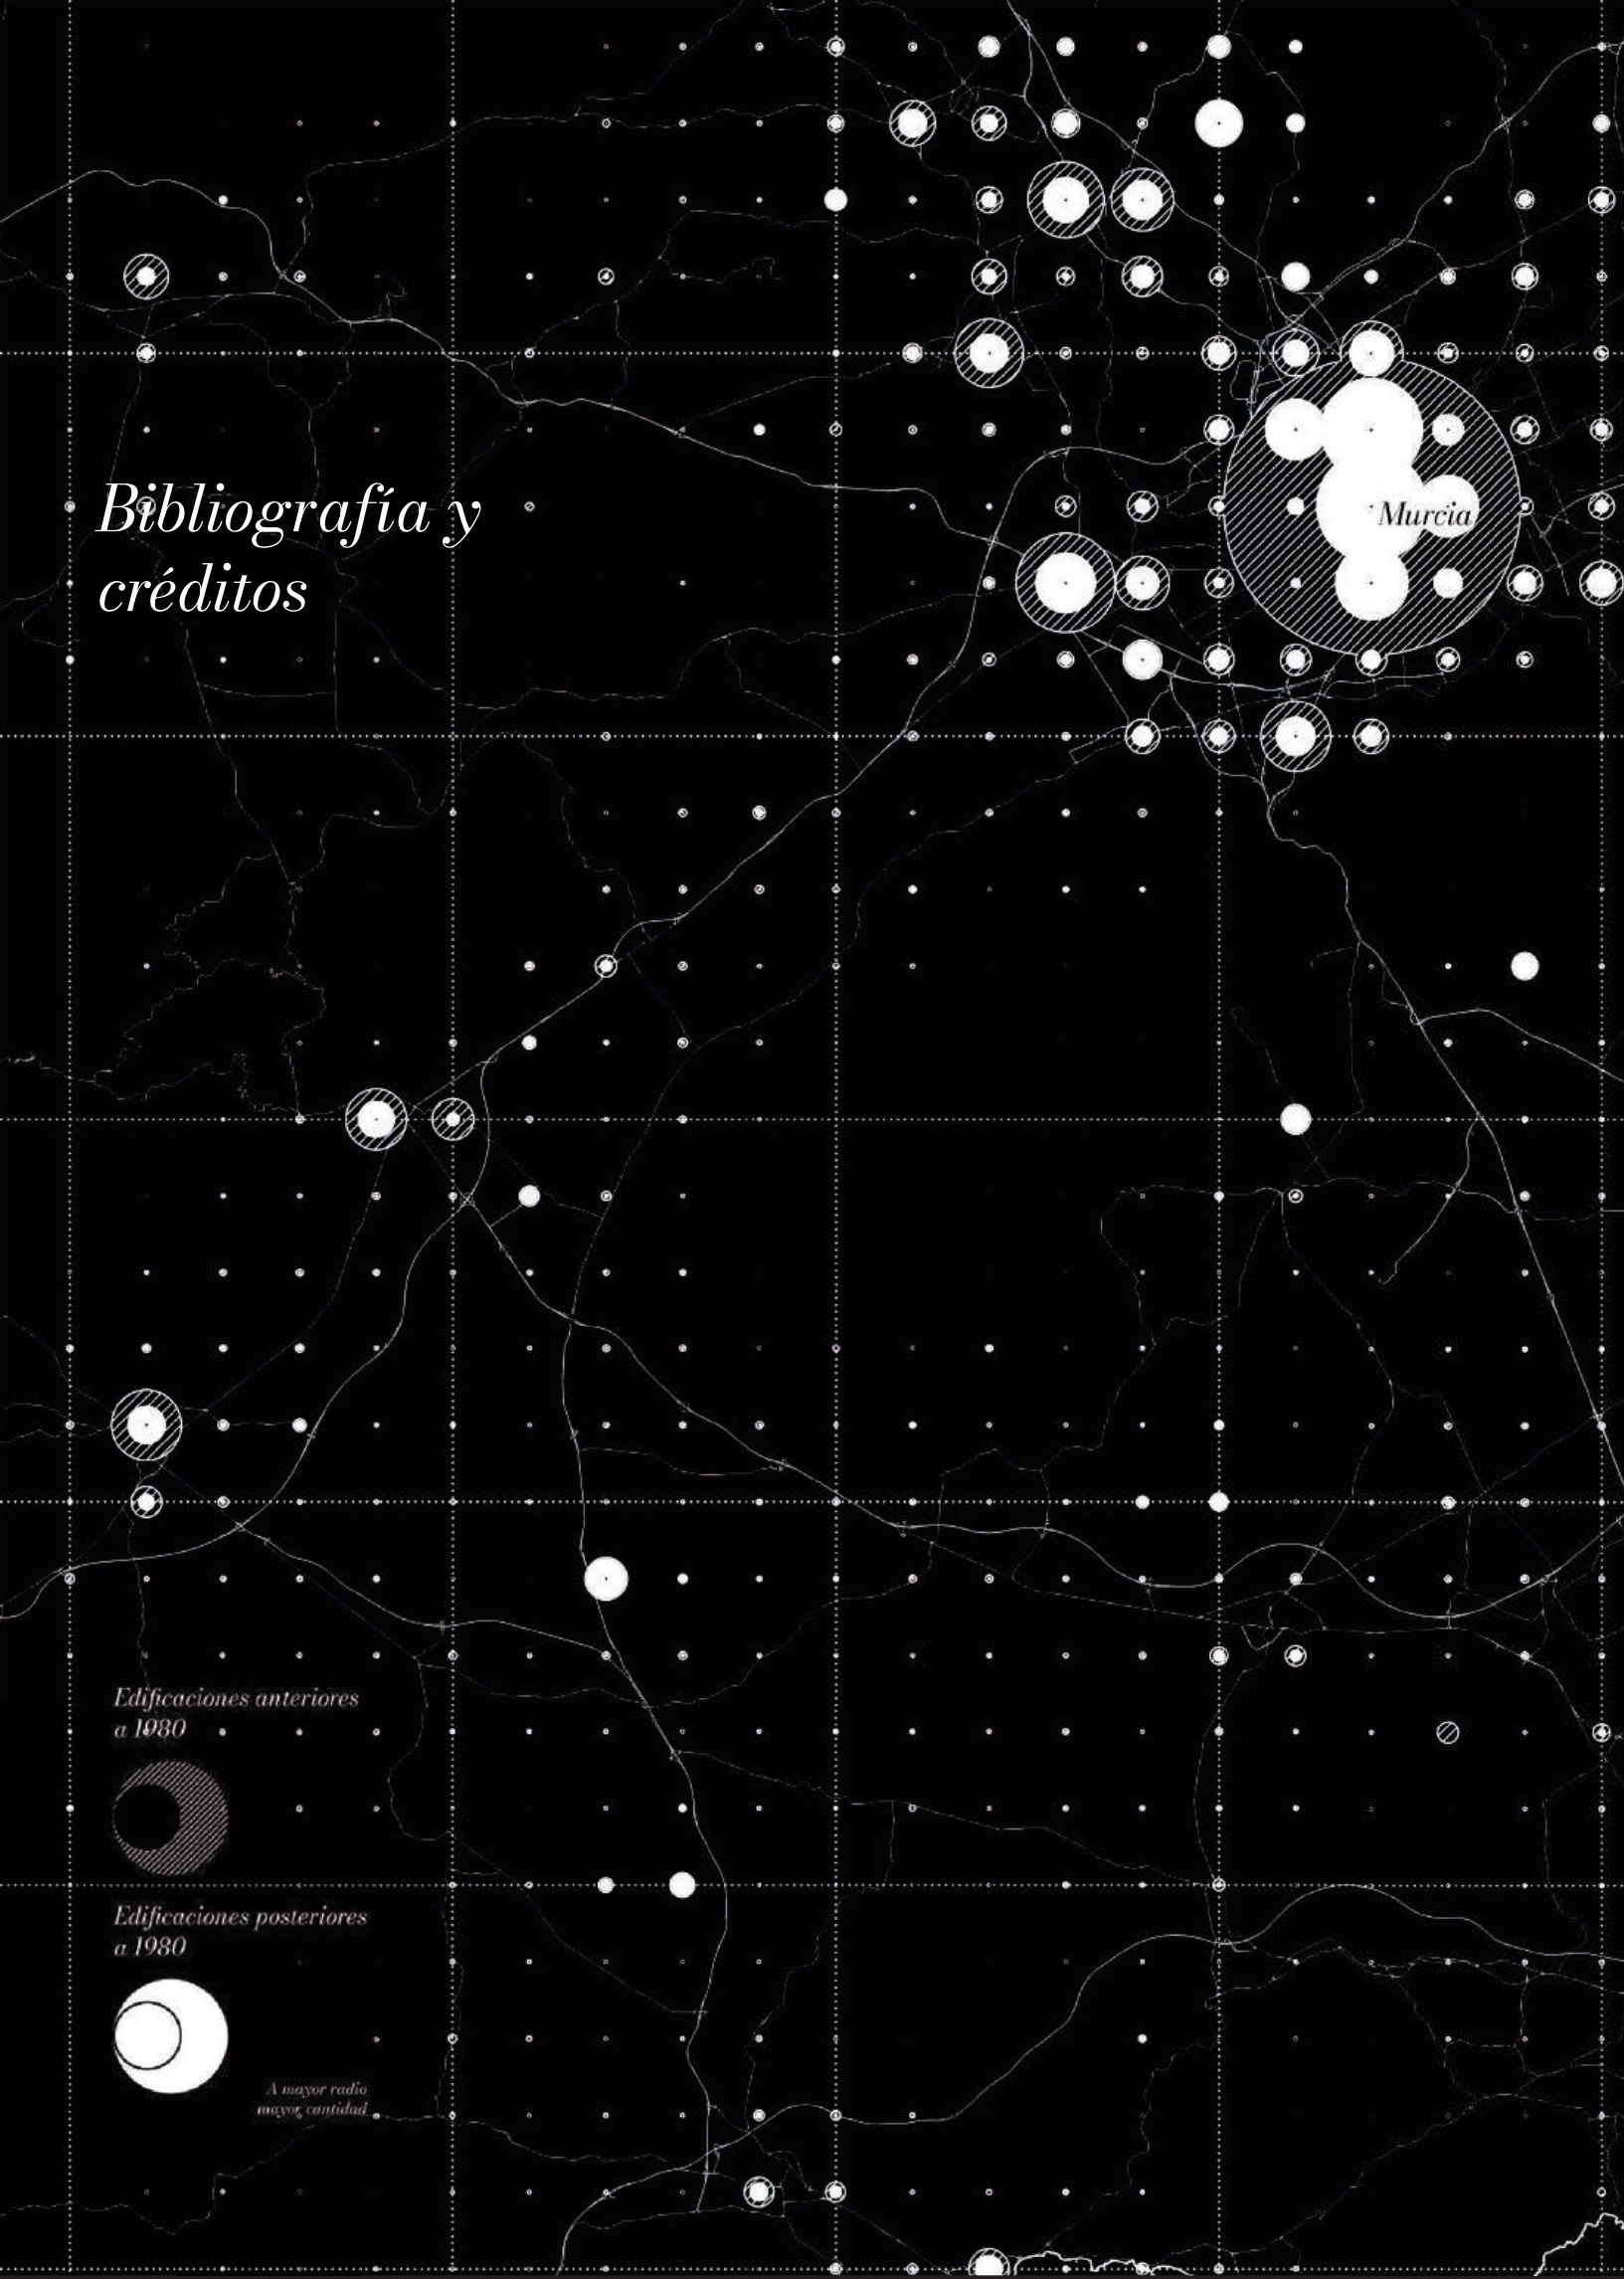 Bibliografía y
créditos
Murcia
Edificaciones anteriores
a 1980
Edificaciones posteriores
a 1980
A mayor radio
mayor cantidad